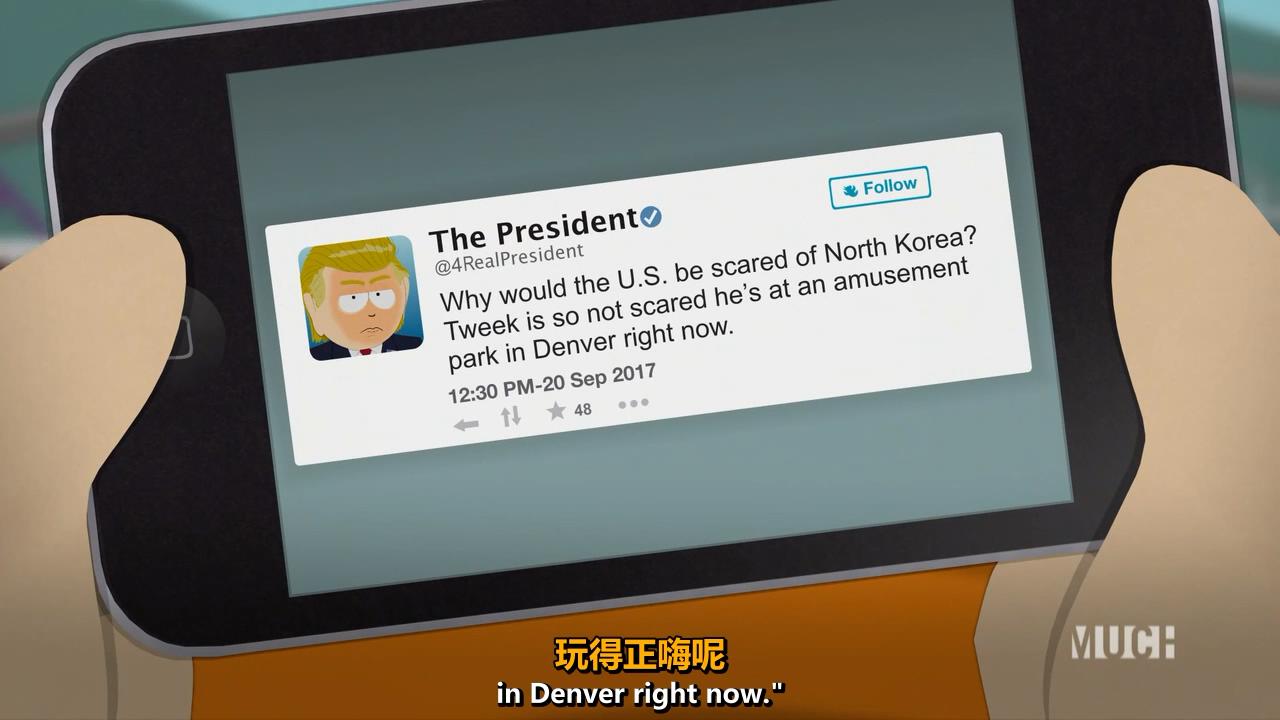 The President
@4RealPresident
Follow
Why would the U.S. be scared of North Korea?
Tweek is so not scared he's at an amusement
park in Denver right now.
12:30 PM-20 Sep 2017
48
玩得正嗨呢
in Denver right now."
MUCH